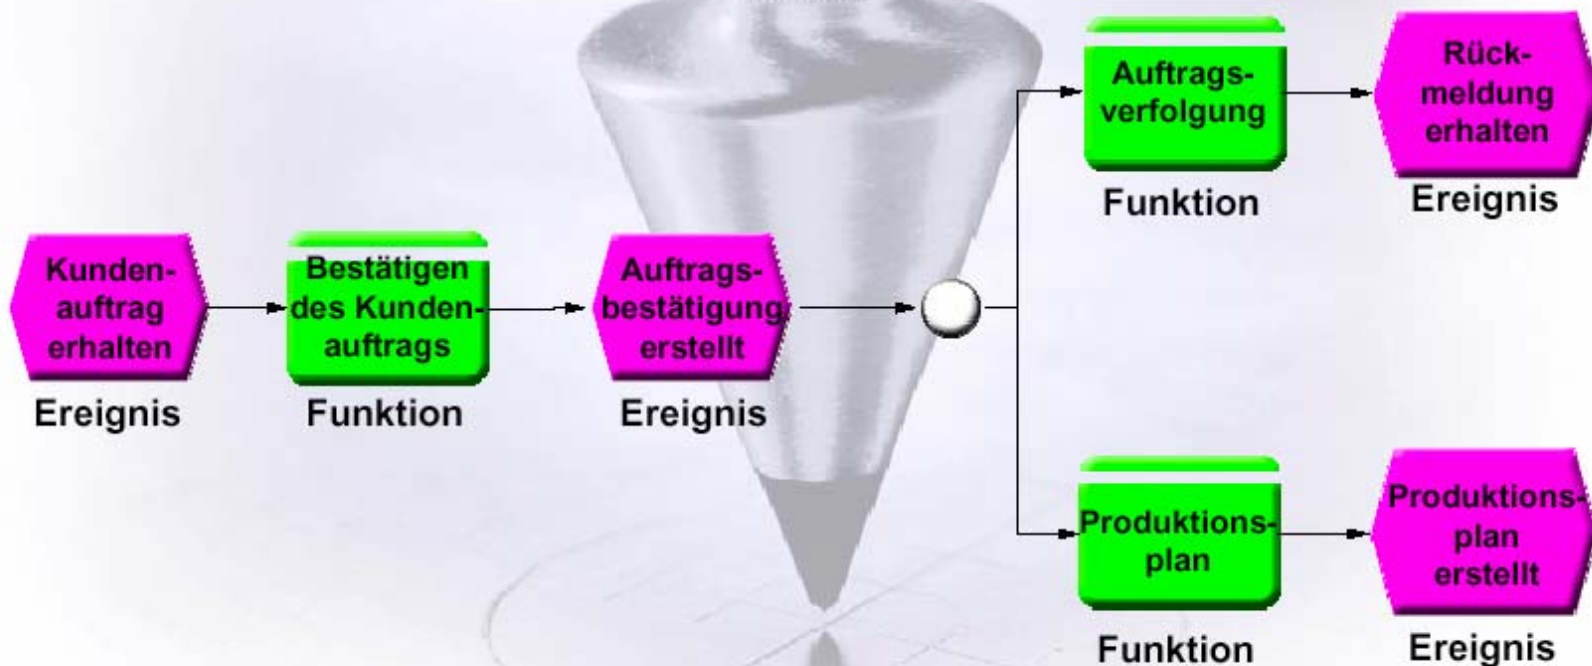 Kunden-
auftrag
erhalten
Ereignis
Bestätigen
des Kunden-
auftrags
Funktion
Auftrags-
bestätigung
erstellt
Ereignis
Auftrags-
verfolgung
Funktion
Rück-
meldung
erhalten
Ereignis
Produktions-
plan
Funktion
Produktions-
plan
erstellt
Ereignis